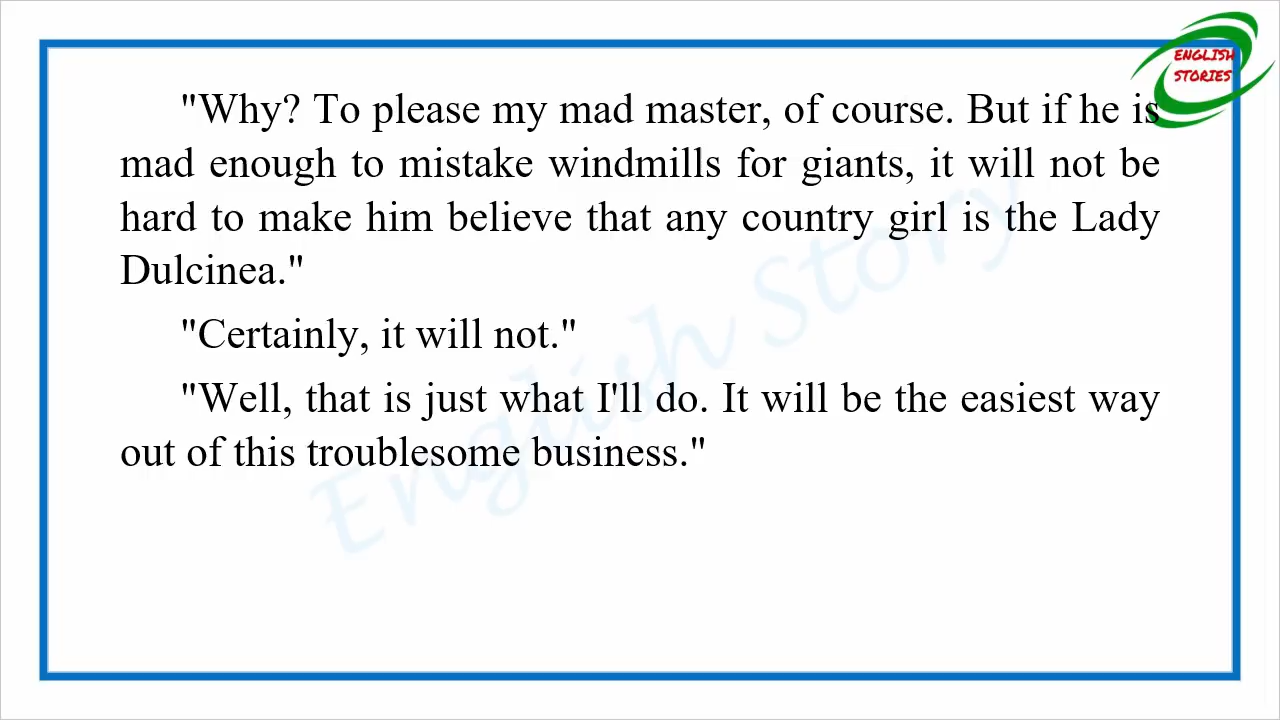 ENGLISH
STORIES
"Why? To please my mad master, of course. But if he is
mad enough to mistake windmills for giants, it will not be
hard to make him believe that any country girl is the Lady
Dulcinea."
"Certainly, it will not."
"Well, that is just what I'll do. It will be the easiest way
out of this troublesome business."
English Story